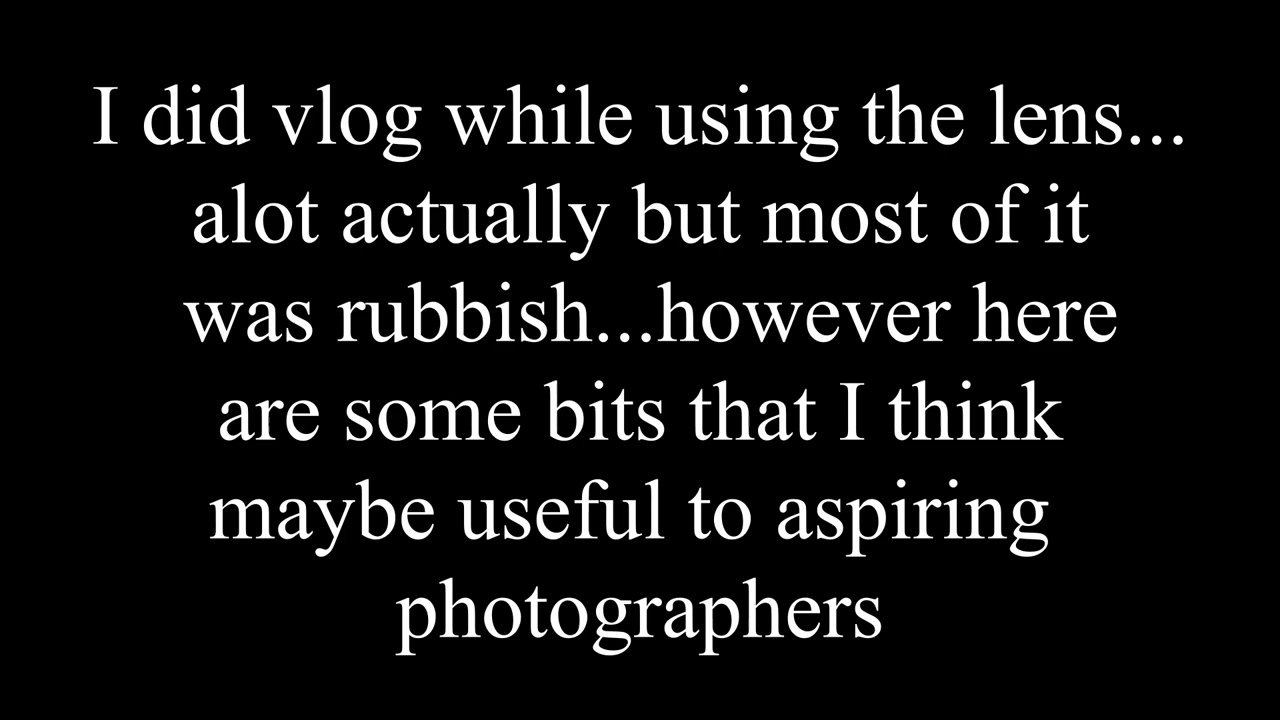 I did vlog while using the lens...
alot actually but most of it
was rubbish...however here
are some bits that I think
maybe useful to aspiring
photographers